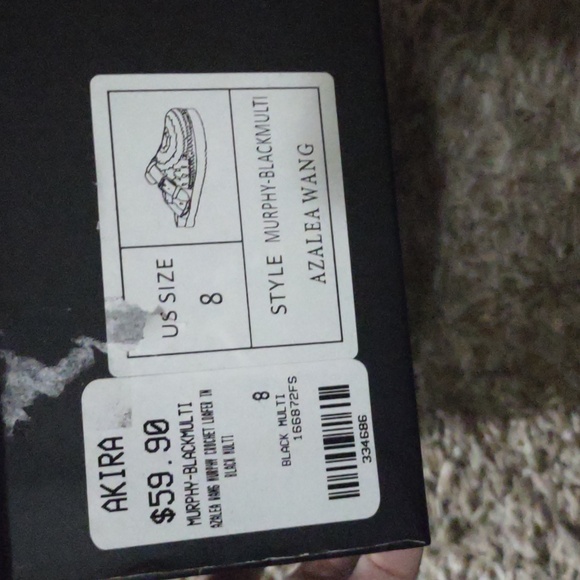 US SIZE
8
STYLE MURPHY-BLACKMULTI
AZALEA WANG
AKIRA
$59.90
MURPHY-BLACKMULTI
AZALEA WANG MURPHY CROCHET LOAFER IN
BLACK MULTI
8
BLACK MULTI
166872FS
334686